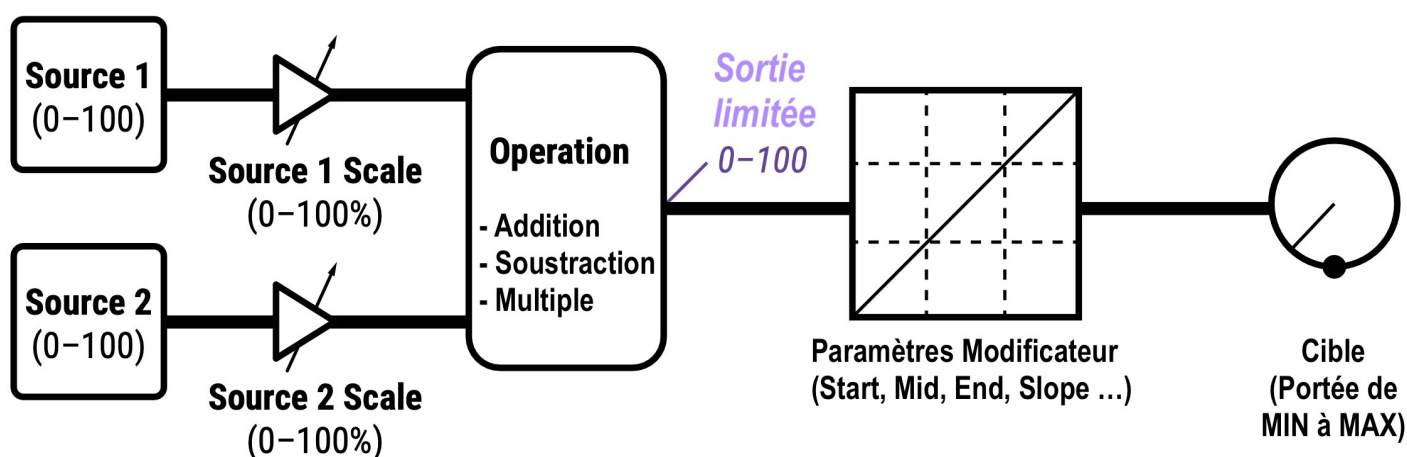 Source 1
(0–100)
Source 1 Scale
(0–100%)
Source 2
(0–100)
Source 2 Scale
(0–100%)
Operation
- Addition
- Soustraction
- Multiple
Sortie
limitée
0–100
Paramètres Modificateur
(Start, Mid, End, Slope ...)
Cible
(Portée de
MIN à MAX)